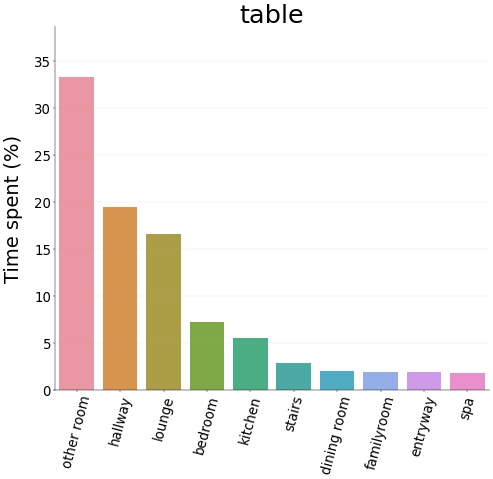 table
Time spent (%)
35
30
25
20
15
10
5
0
other room
hallway
lounge
bedroom
kitchen
stairs
dining room
familyroom
entryway
spa